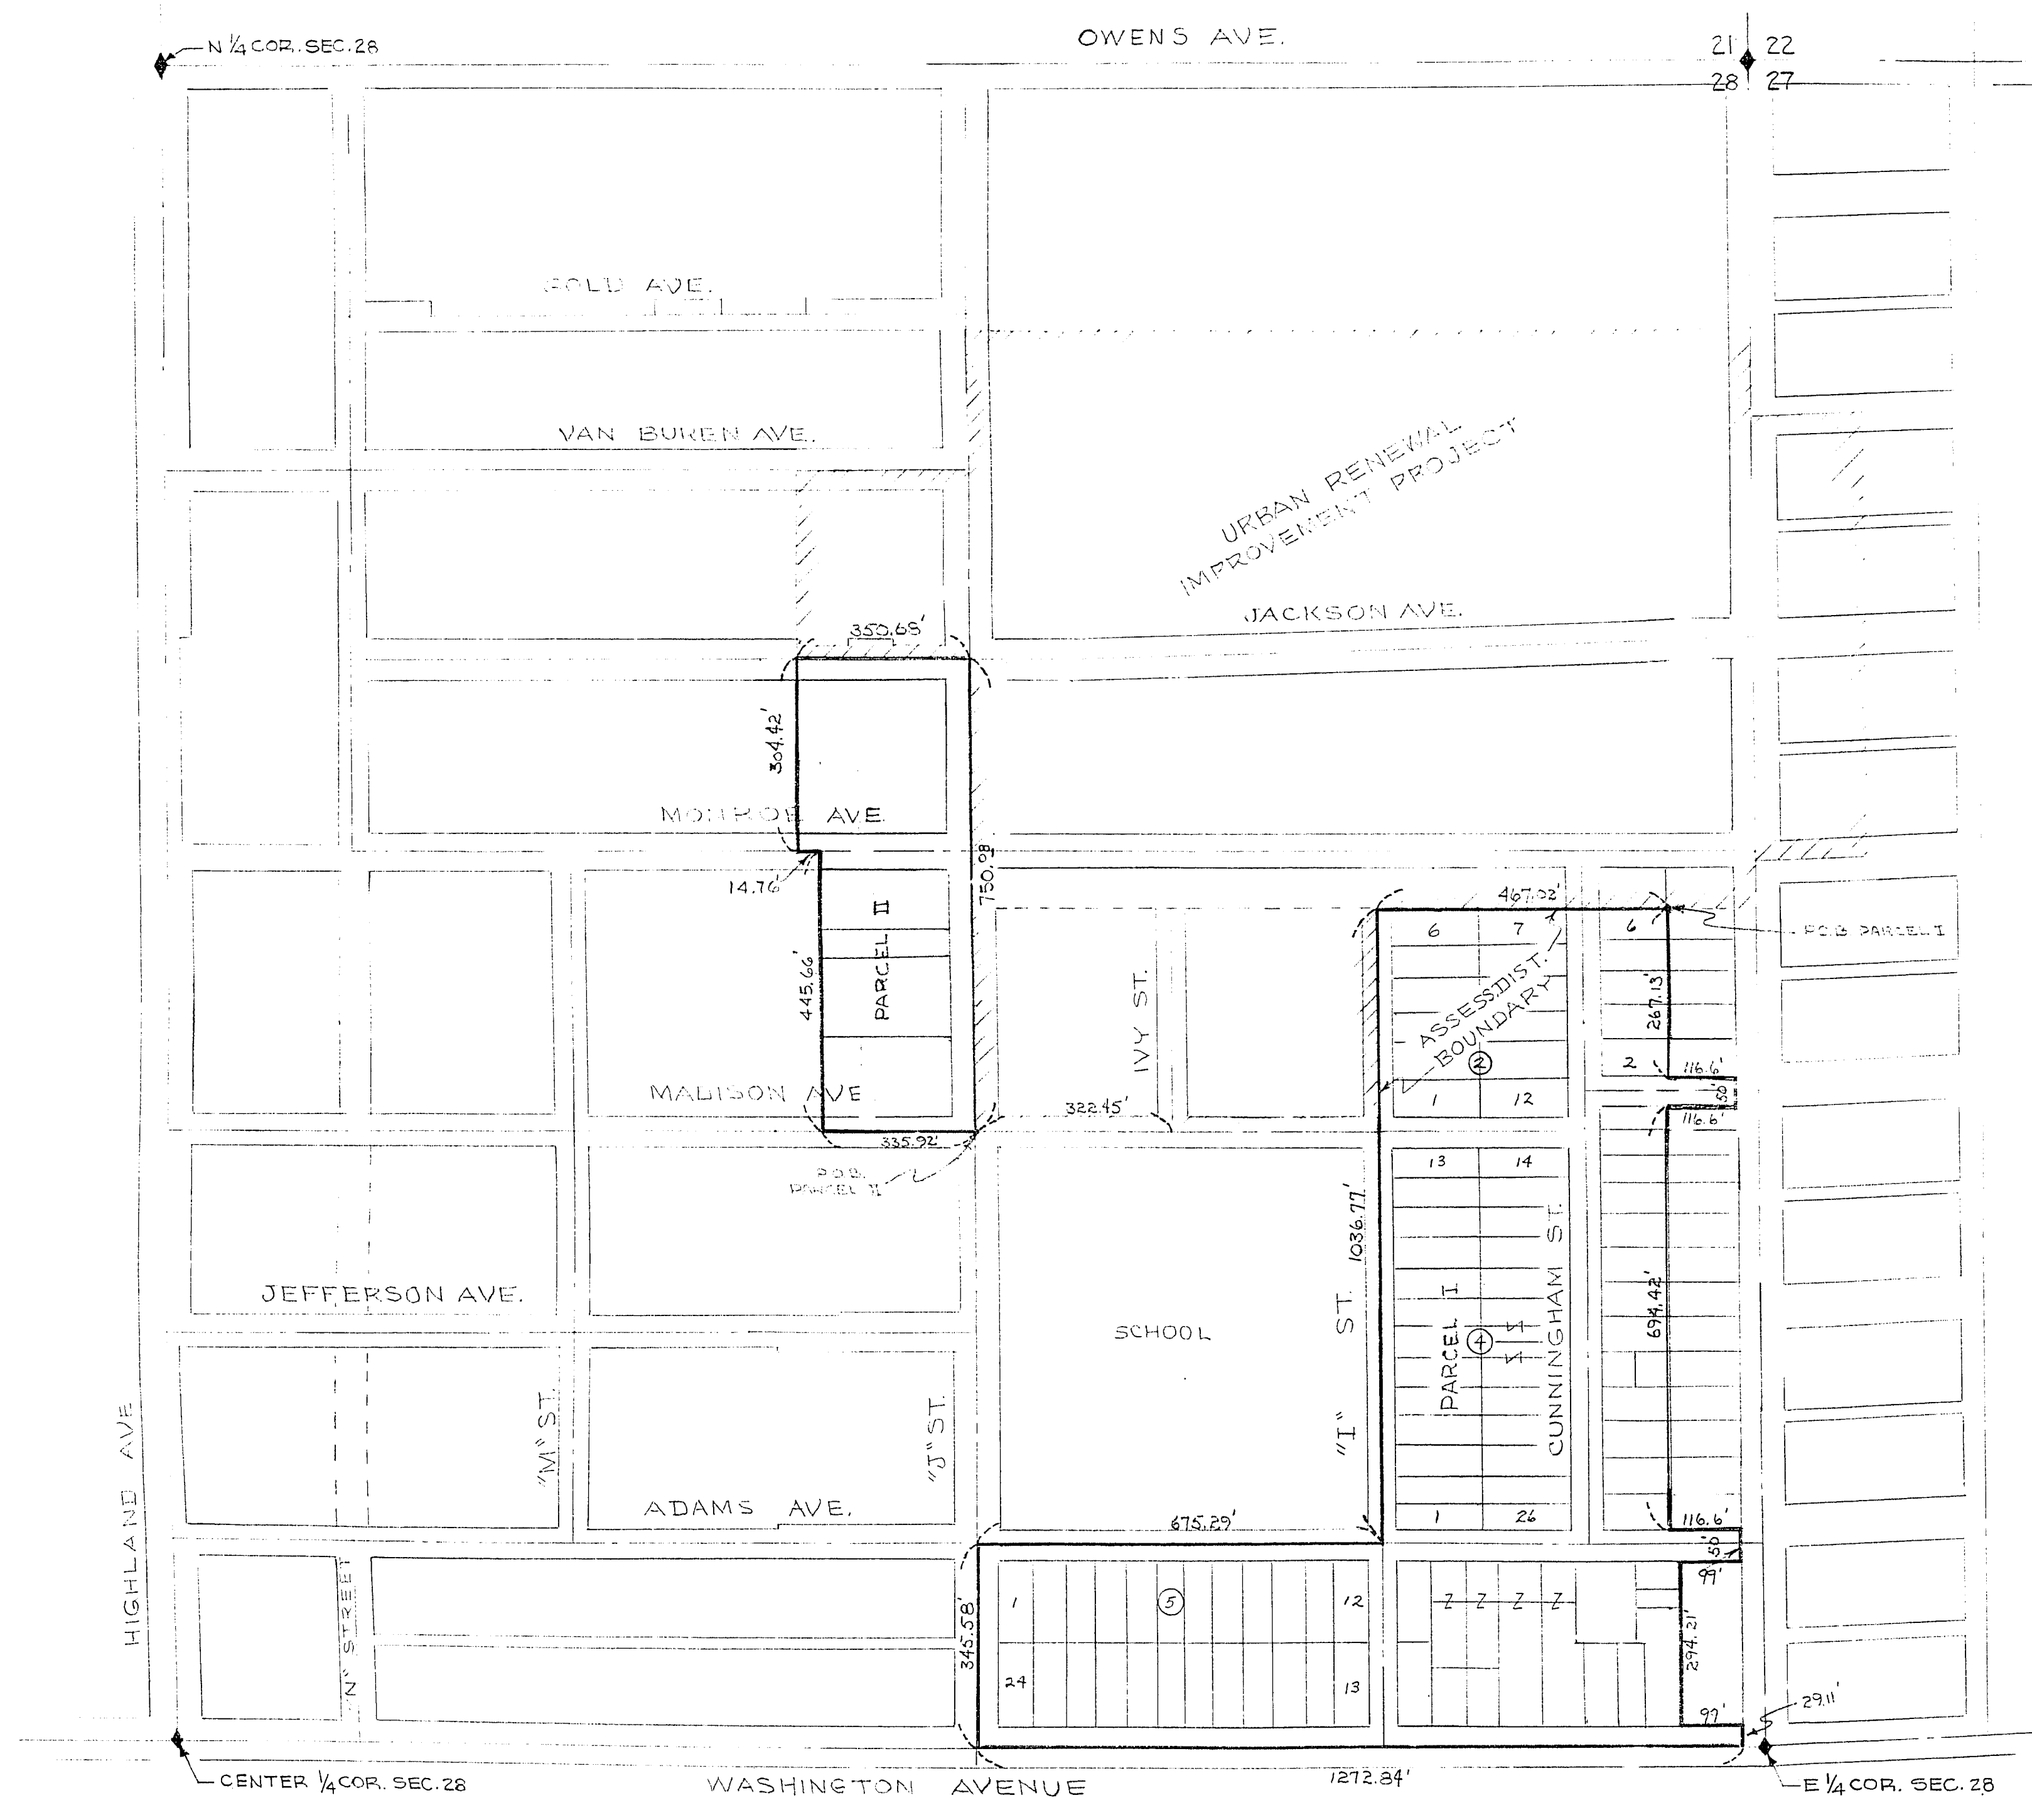 N 1/4 COR. SEC. 28
OWENS AVE.
21 22
28 27
GOLD AVE.
VAN BUREN AVE.
URBAN RENEWAL
IMPROVEMENT PROJECT
JACKSON AVE.
350.68'
304.42'
MONROE AVE.
14.76'
750.98
PARCEL II
445.66'
MADISON AVE
335.92'
P.O.B.
PARCEL II
322.45'
IVY ST.
467.02'
P.O.B. PARCEL I
6
7
6
ASSESS. DIST.
BOUNDARY
2
267.13'
2
116.6'
50'
116.6'
1
12
13
14
1036.77'
JEFFERSON AVE.
SCHOOL
"I" ST.
PARCEL I
4
CUNNINGHAM ST.
694.42'
HIGHLAND AVE
"M" ST.
"J" ST.
ADAMS AVE.
675.29'
1
26
116.6'
50'
99'
"N" STREET
345.58'
1
5
12
24
13
Z Z Z Z
294.21'
99'
29.11'
CENTER 1/4 COR. SEC. 28
WASHINGTON AVENUE
1272.84'
E 1/4 COR. SEC. 28